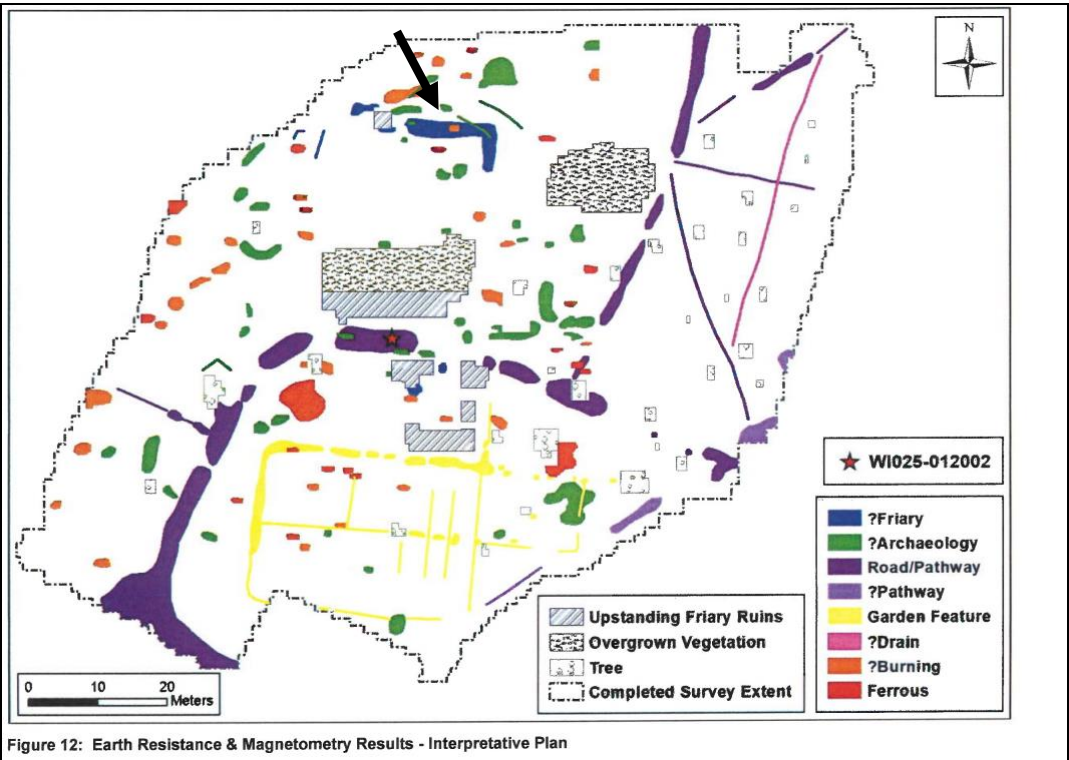 N
WI025-012002
?Friary
?Archaeology
Road/Pathway
?Pathway
Garden Feature
?Drain
?Burning
Ferrous
Upstanding Friary Ruins
Overgrown Vegetation
Tree
Completed Survey Extent
0 10 20
Meters
Figure 12: Earth Resistance & Magnetometry Results - Interpretative Plan